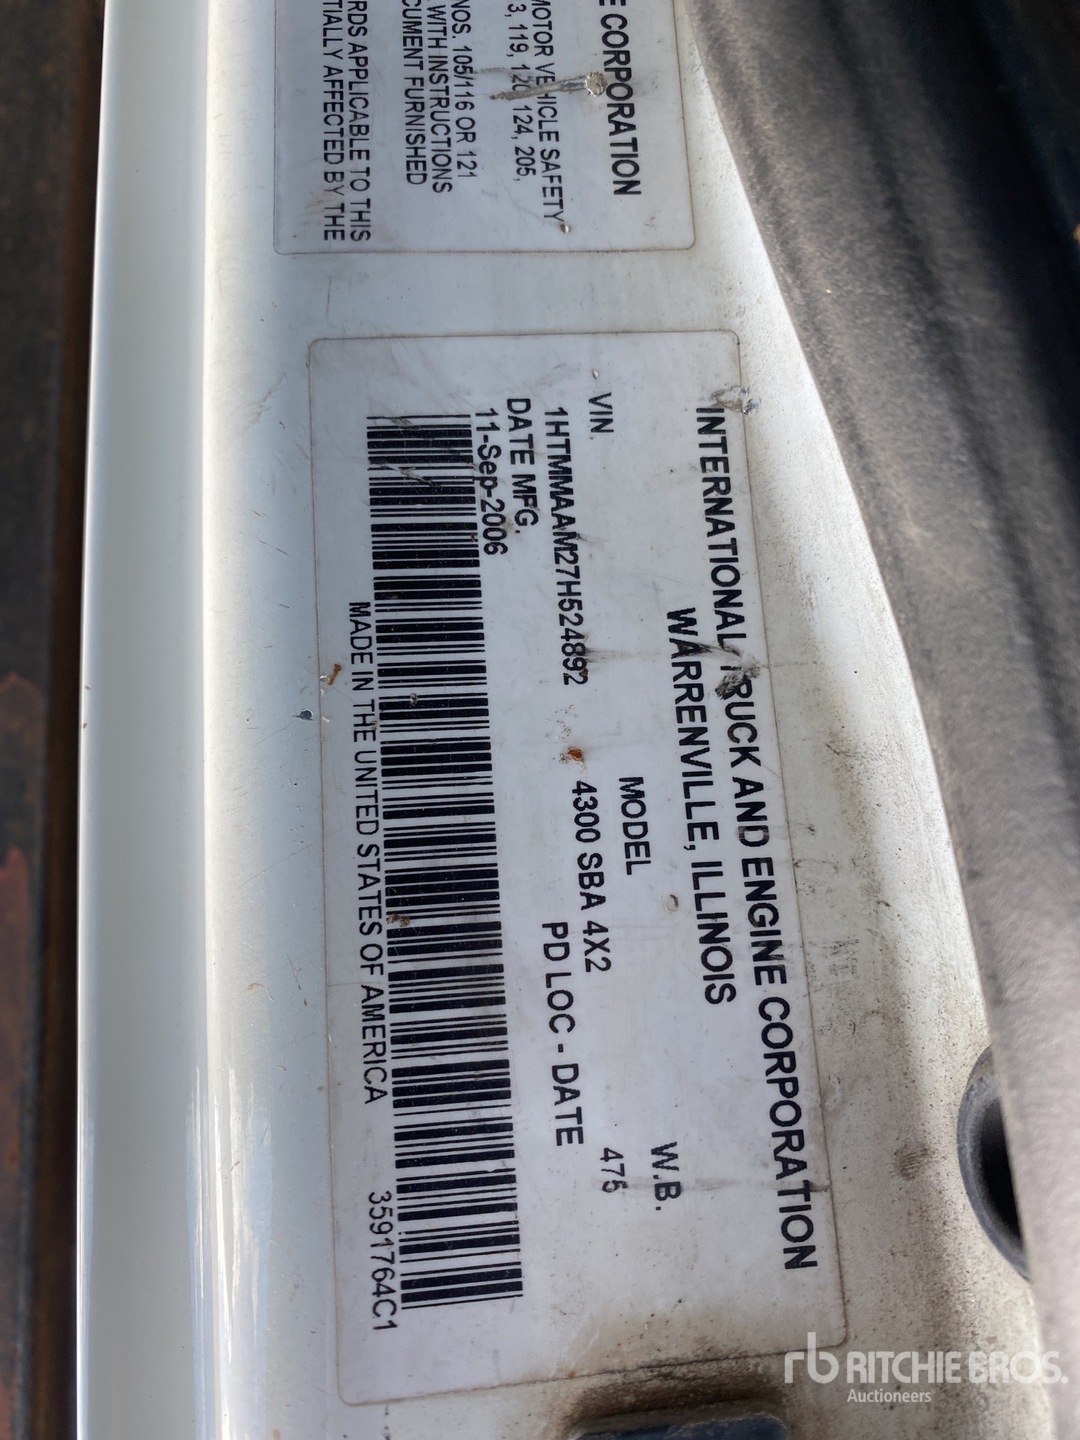 E CORPORATION
MOTOR VEHICLE SAFETY
3, 119, 120, 124, 205,
NOS. 105/116 OR 121
WITH INSTRUCTIONS
CUMENT FURNISHED
RDS APPLICABLE TO THIS
TIALLY AFFECTED BY THE
INTERNATIONAL TRUCK AND ENGINE CORPORATION
WARRENVILLE, ILLINOIS
VIN. MODEL W.B.
1HTMMAAM27H524892 4300 SBA 4X2 475
DATE MFG. PD LOC - DATE
11-Sep-2006
MADE IN THE UNITED STATES OF AMERICA 3591764C1
rb RITCHIE BROS.
Auctioneers